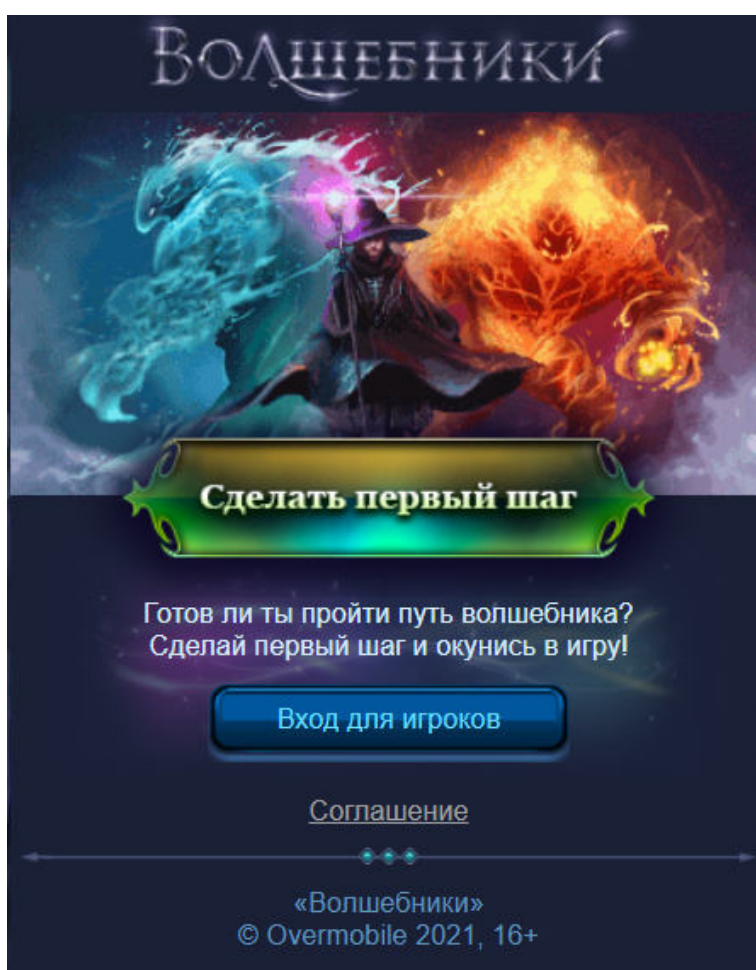 Волшебники
Сделать первый шаг
Готов ли ты пройти путь волшебника?
Сделай первый шаг и окунись в игру!
Вход для игроков
Соглашение
«Волшебники»
© Overmobile 2021, 16+